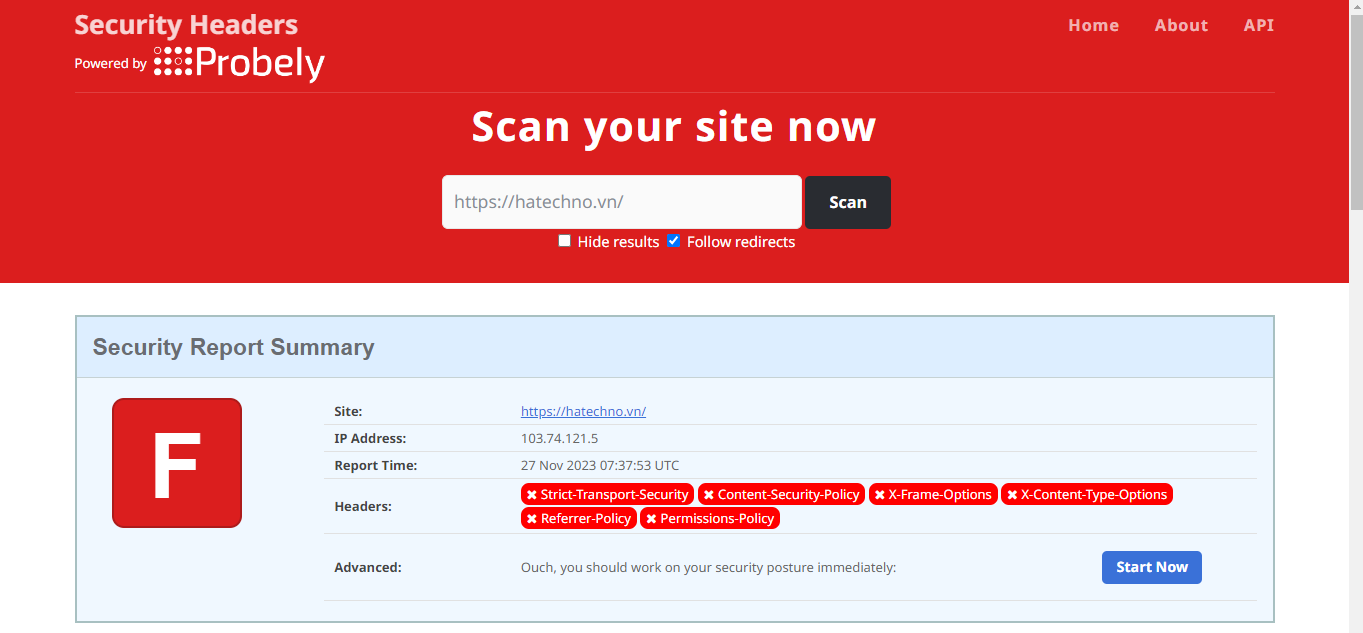 Security Headers
Home About API
Powered by Probely
Scan your site now
https://hatechno.vn/ Scan
Hide results Follow redirects
Security Report Summary
F
Site: https://hatechno.vn/
IP Address: 103.74.121.5
Report Time: 27 Nov 2023 07:37:53 UTC
Headers: ✖ Strict-Transport-Security ✖ Content-Security-Policy ✖ X-Frame-Options ✖ X-Content-Type-Options
✖ Referrer-Policy ✖ Permissions-Policy
Advanced: Ouch, you should work on your security posture immediately: Start Now